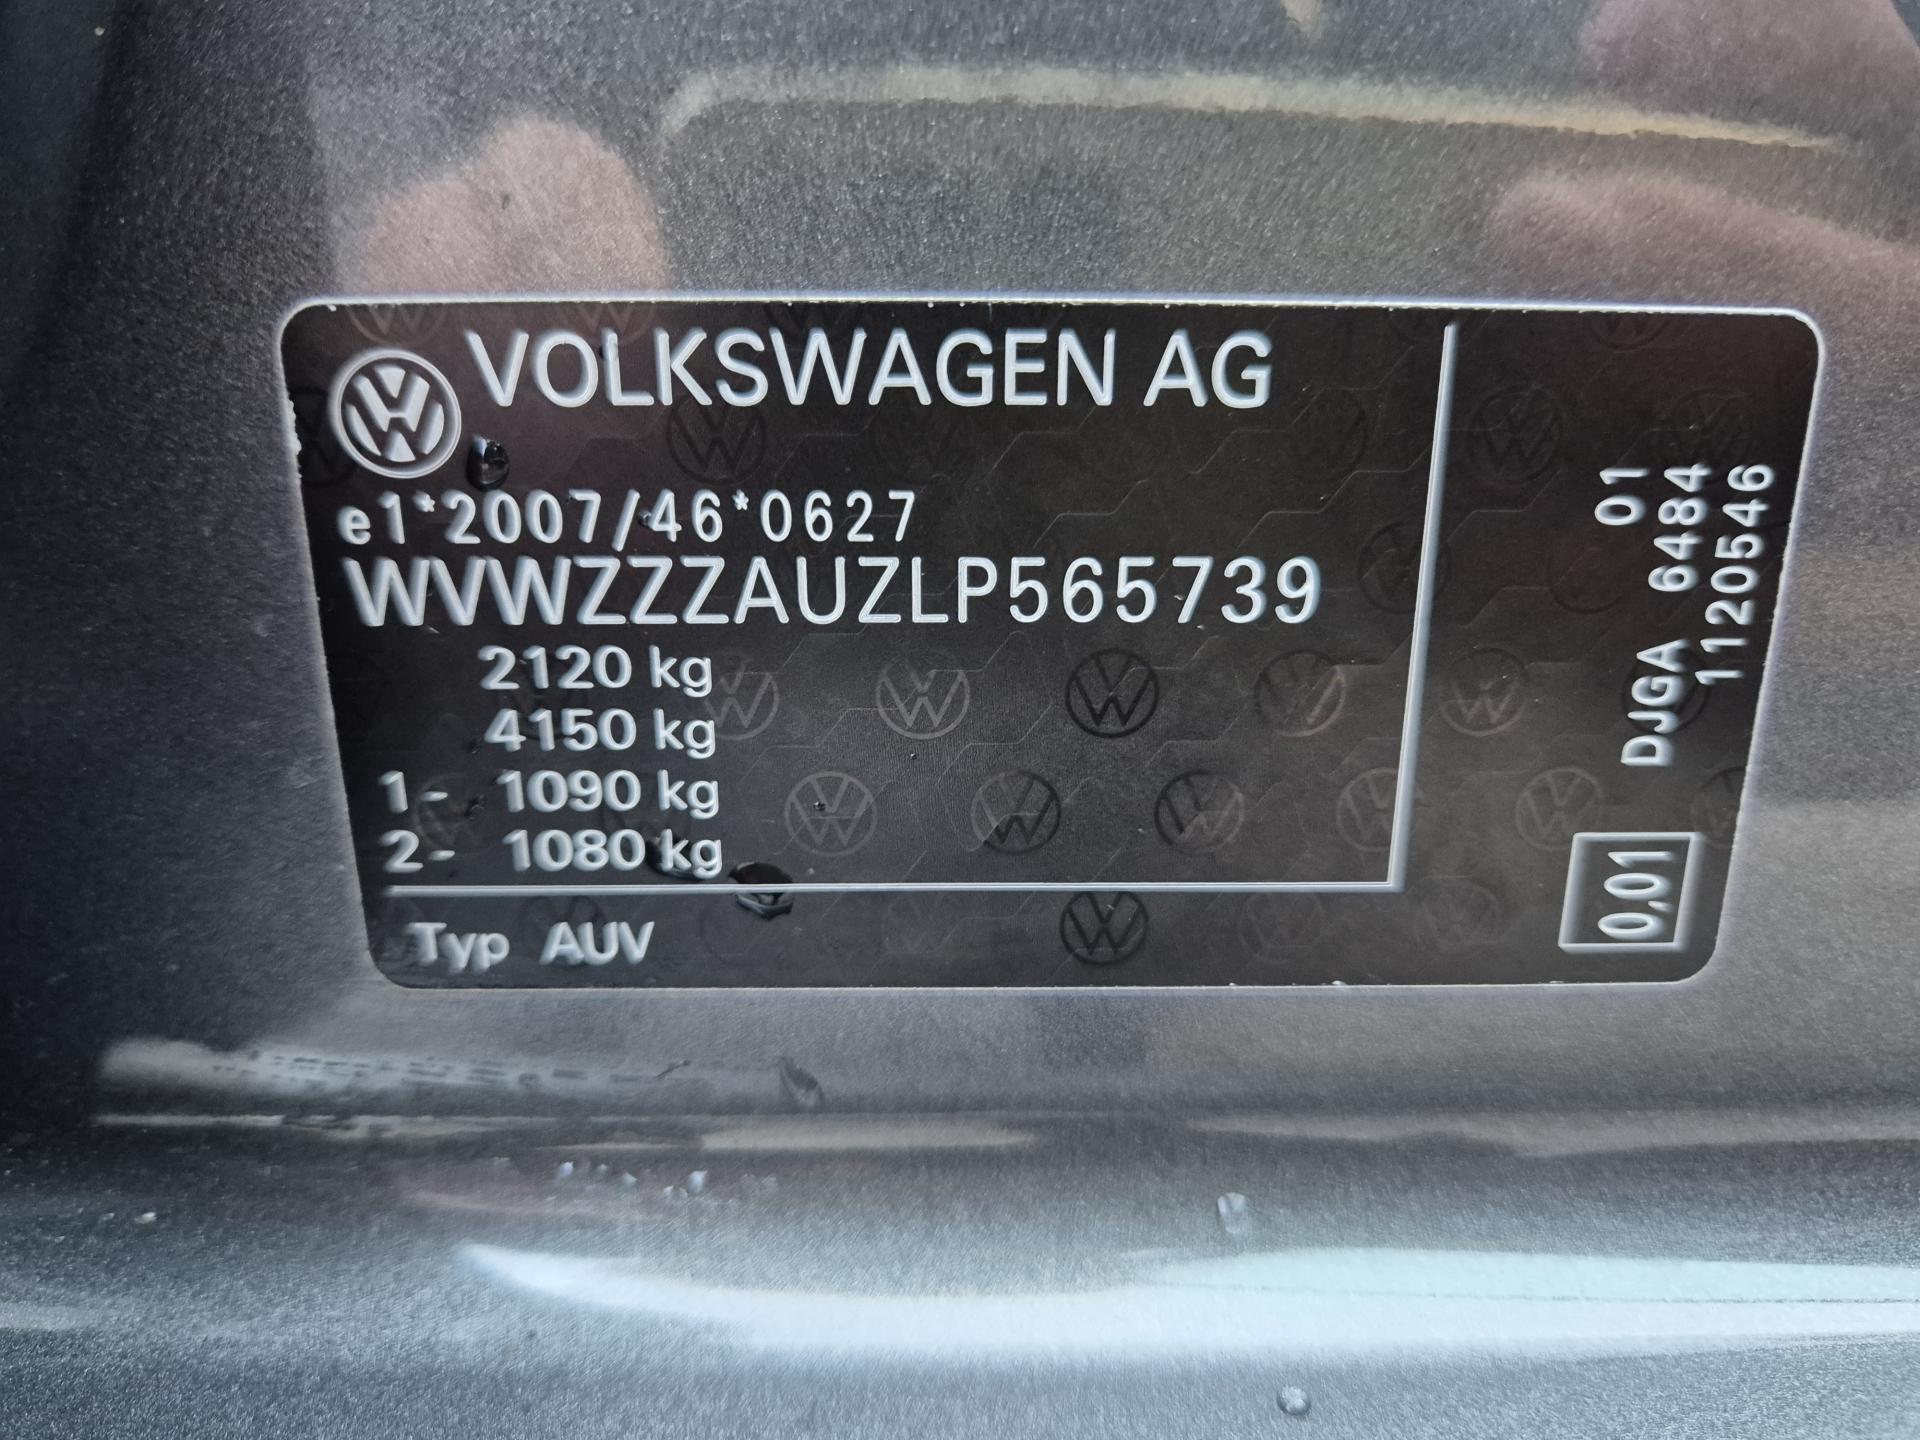 VOLKSWAGEN AG
e1*2007/46*0627
WVWZZZAUZLP565739
2120 kg
4150 kg
1- 1090 kg
2- 1080 kg
Typ AUV
01
DJGA 6484
1120546
0,01